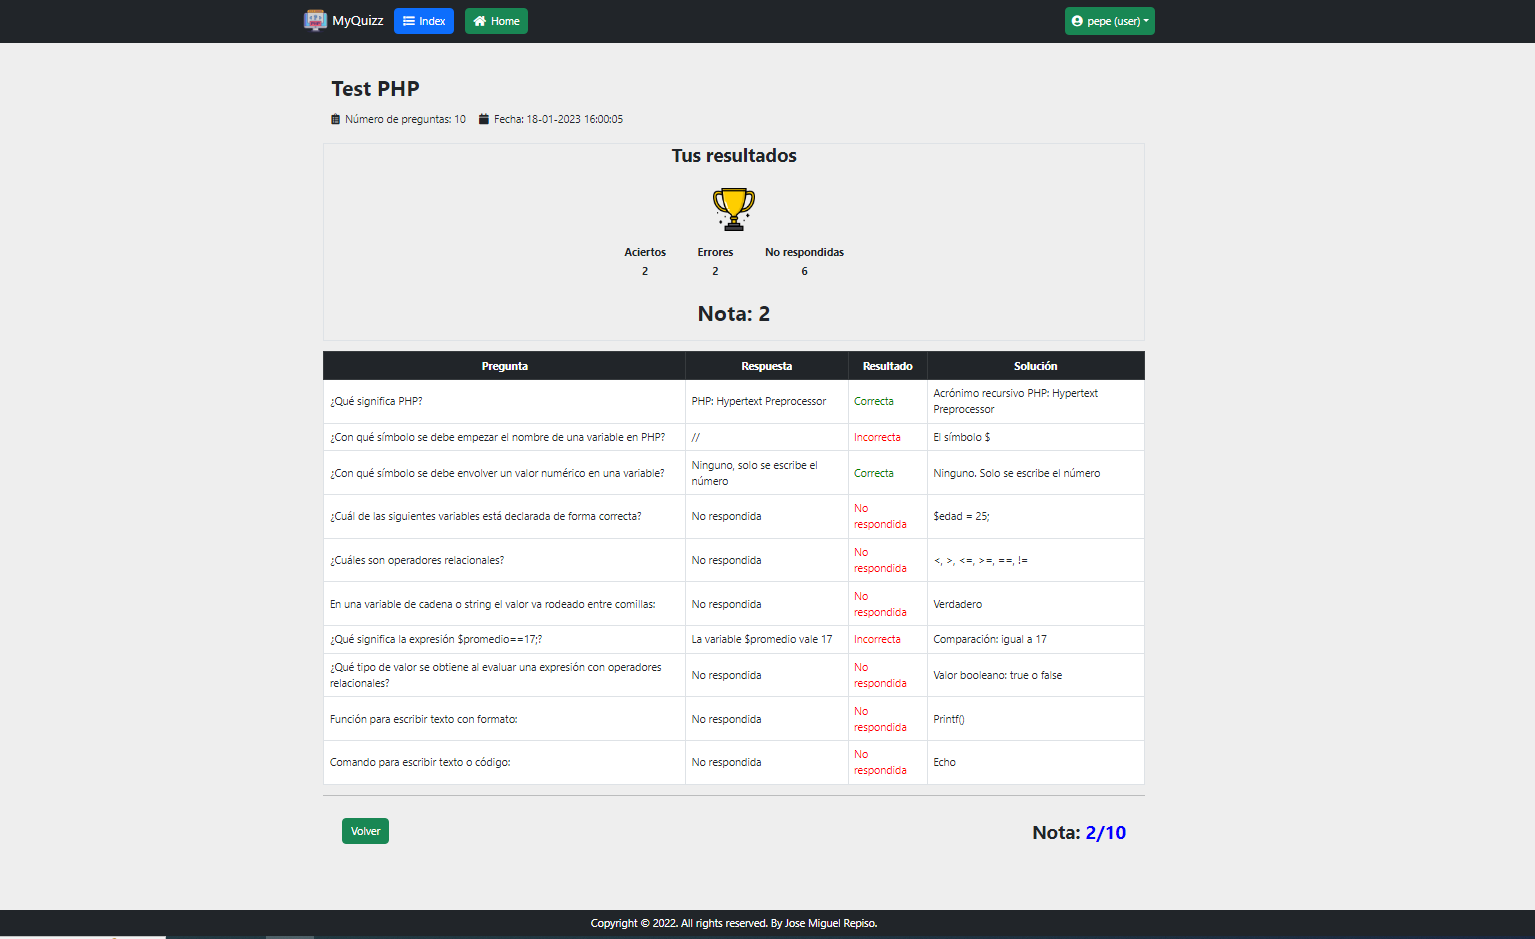 MyQuizz Index Home pepe (user)
Test PHP
Número de preguntas: 10 Fecha: 18-01-2023 16:00:05
Tus resultados
Aciertos Errores No respondidas
2 2 6
Nota: 2
Pregunta Respuesta Resultado Solución
¿Qué significa PHP? PHP: Hypertext Preprocessor Correcta Acrónimo recursivo PHP: Hypertext
Preprocessor
¿Con qué símbolo se debe empezar el nombre de una variable en PHP? // Incorrecta El símbolo $
¿Con qué símbolo se debe envolver un valor numérico en una variable? Ninguno, solo se escribe el
número Correcta Ninguno. Solo se escribe el número
¿Cuál de las siguientes variables está declarada de forma correcta? No respondida No
respondida $edad = 25;
¿Cuáles son operadores relacionales? No respondida No
respondida <, >, <=, >=, ==, !=
En una variable de cadena o string el valor va rodeado entre comillas: No respondida No
respondida Verdadero
¿Qué significa la expresión $promedio==17;? La variable $promedio vale 17 Incorrecta Comparación: igual a 17
¿Qué tipo de valor se obtiene al evaluar una expresión con operadores
relacionales? No respondida No
respondida Valor booleano: true o false
Función para escribir texto con formato: No respondida No
respondida Printf()
Comando para escribir texto o código: No respondida No
respondida Echo
Volver Nota: 2/10
Copyright © 2022. All rights reserved. By Jose Miguel Repiso.